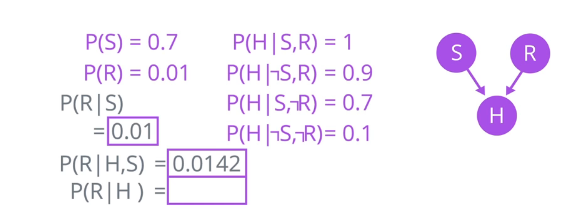 P(S) = 0.7
P(R) = 0.01
P(R|S)
= 0.01
P(R|H,S) = 0.0142
P(R|H ) =
P(H|S,R) = 1
P(H|¬S,R) = 0.9
P(H|S,¬R) = 0.7
P(H|¬S,¬R)= 0.1
S
R
H